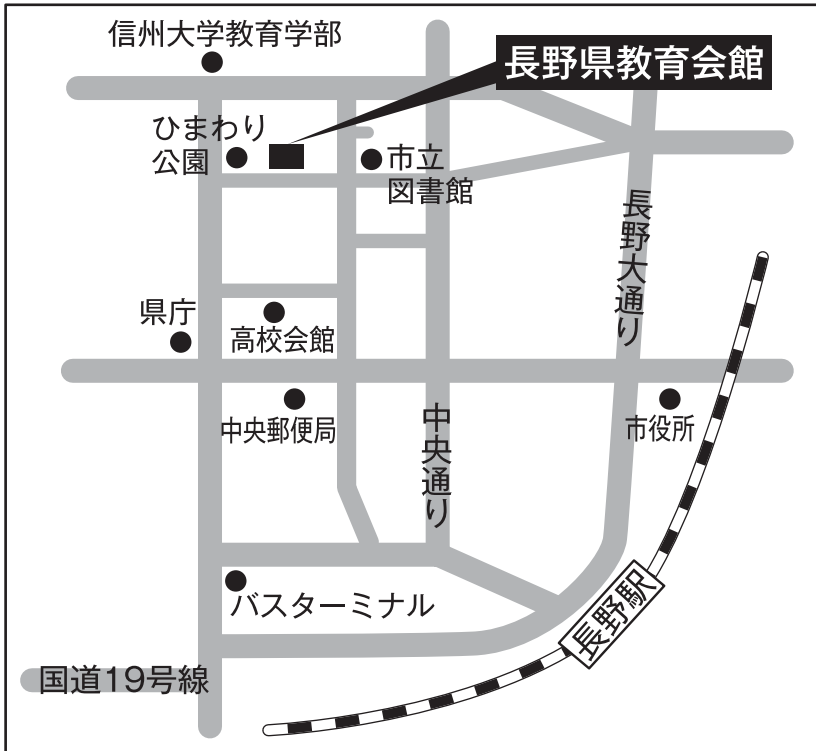 信州大学教育学部
長野県教育会館
ひまわり
公園
市立
図書館
長野大通り
県庁
高校会館
中央郵便局
中央通り
市役所
バスターミナル
長野駅
国道19号線